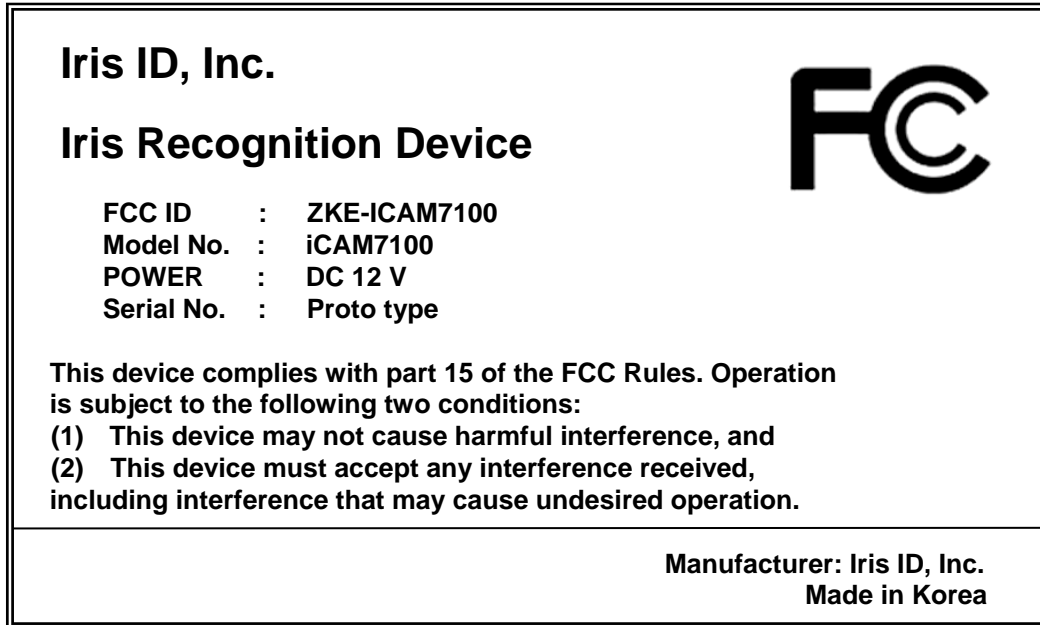 Iris ID, Inc.
FC
Iris Recognition Device
FCC ID : ZKE-ICAM7100
Model No. : iCAM7100
POWER : DC 12 V
Serial No. : Proto type
This device complies with part 15 of the FCC Rules. Operation
is subject to the following two conditions:
(1) This device may not cause harmful interference, and
(2) This device must accept any interference received,
including interference that may cause undesired operation.
Manufacturer: Iris ID, Inc.
Made in Korea